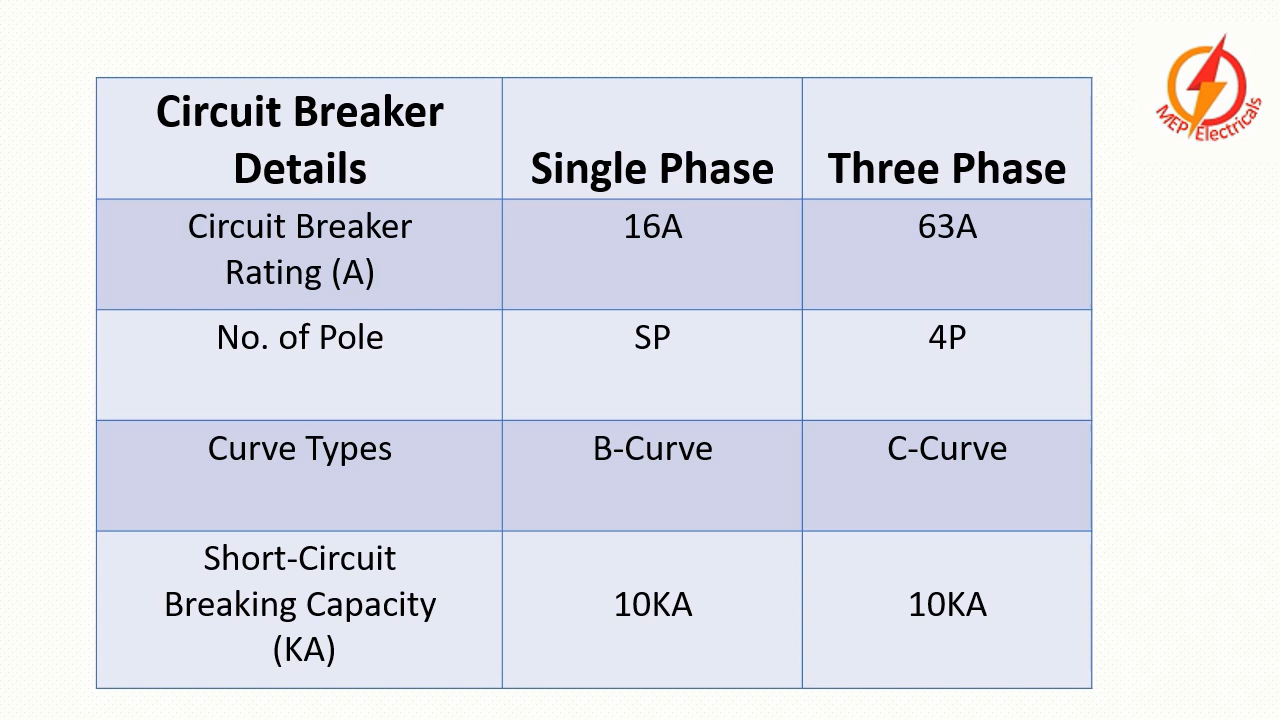 Circuit Breaker
Details
Single Phase
Three Phase
Circuit Breaker
Rating (A)
16A
63A
No. of Pole
SP
4P
Curve Types
B-Curve
C-Curve
Short-Circuit
Breaking Capacity
(KA)
10KA
10KA
MEP Electricals